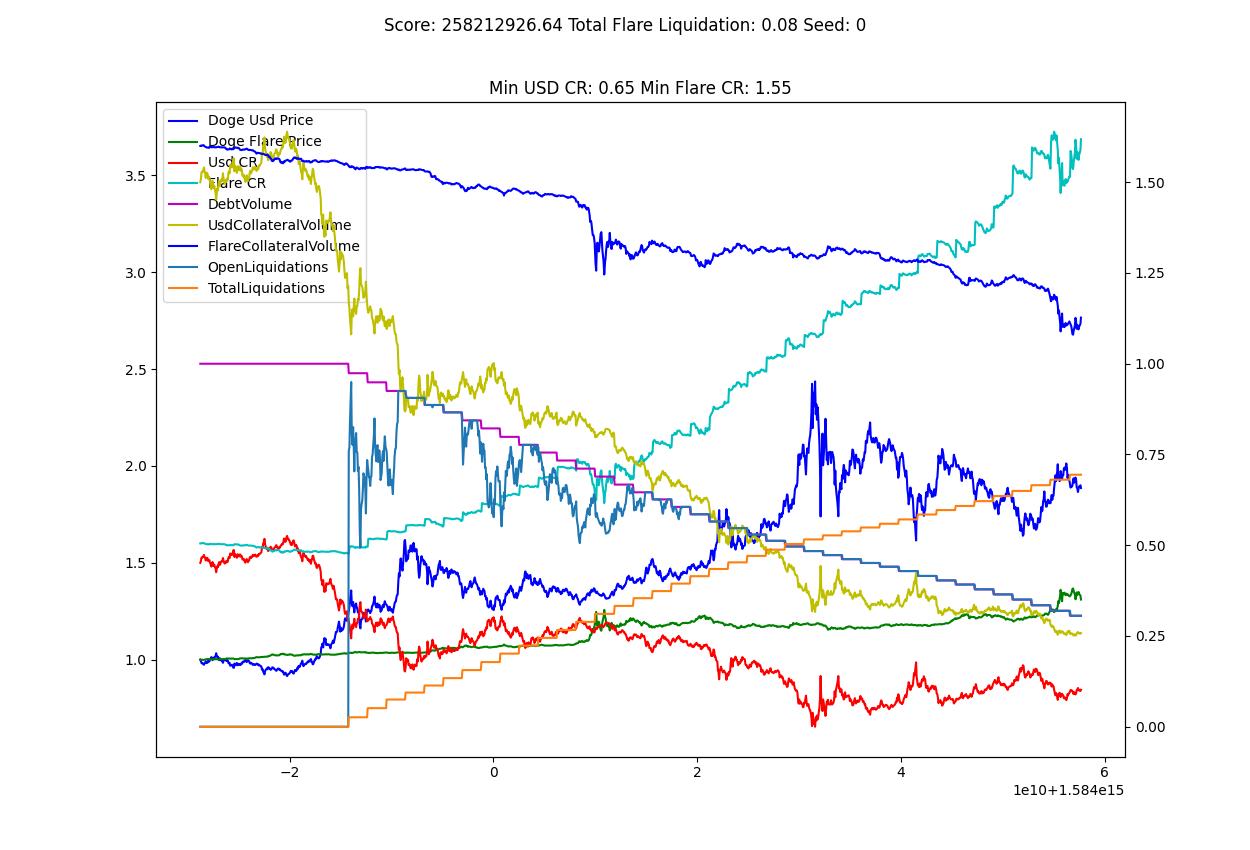 Score: 258212926.64 Total Flare Liquidation: 0.08 Seed: 0
Min USD CR: 0.65 Min Flare CR: 1.55
Doge Usd Price
Doge Flare Price
Usd CR
Flare CR
DebtVolume
UsdCollateralVolume
FlareCollateralVolume
OpenLiquidations
TotalLiquidations
3.5
3.0
2.5
2.0
1.5
1.0
1.50
1.25
1.00
0.75
0.50
0.25
0.00
−2
0
2
4
6
1e10+1.584e15